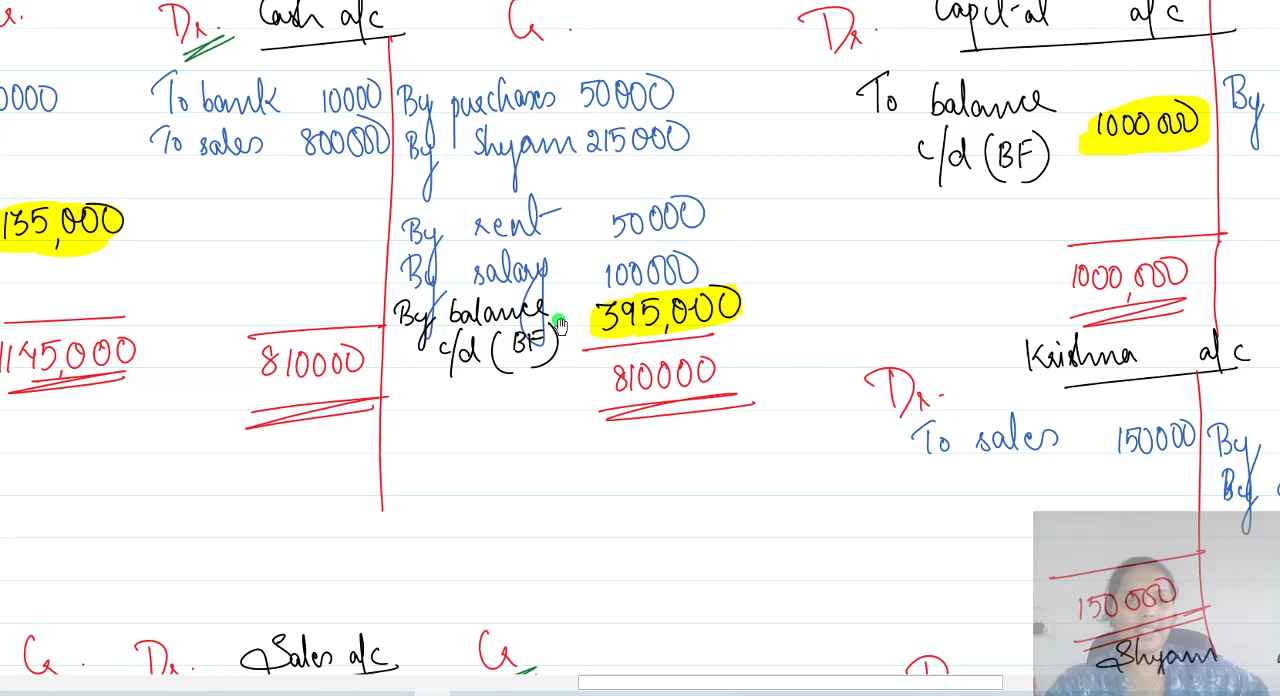 Dr. Cash a/c Cr.
0000 To bank 10000 By purchases 50000
To sales 800000 By Shyam 215000
135,000 By rent 50000
By salary 100000
By balance 395,000
c/d (BF)
1145,000 810000 810000
Dr. Capital a/c
To balance 1000000 By
c/d (BF)
1000,000
Krishna a/c
Dr.
To sales 150000 By
By
150000
Cr. Dr. Sales a/c Cr
Shyam